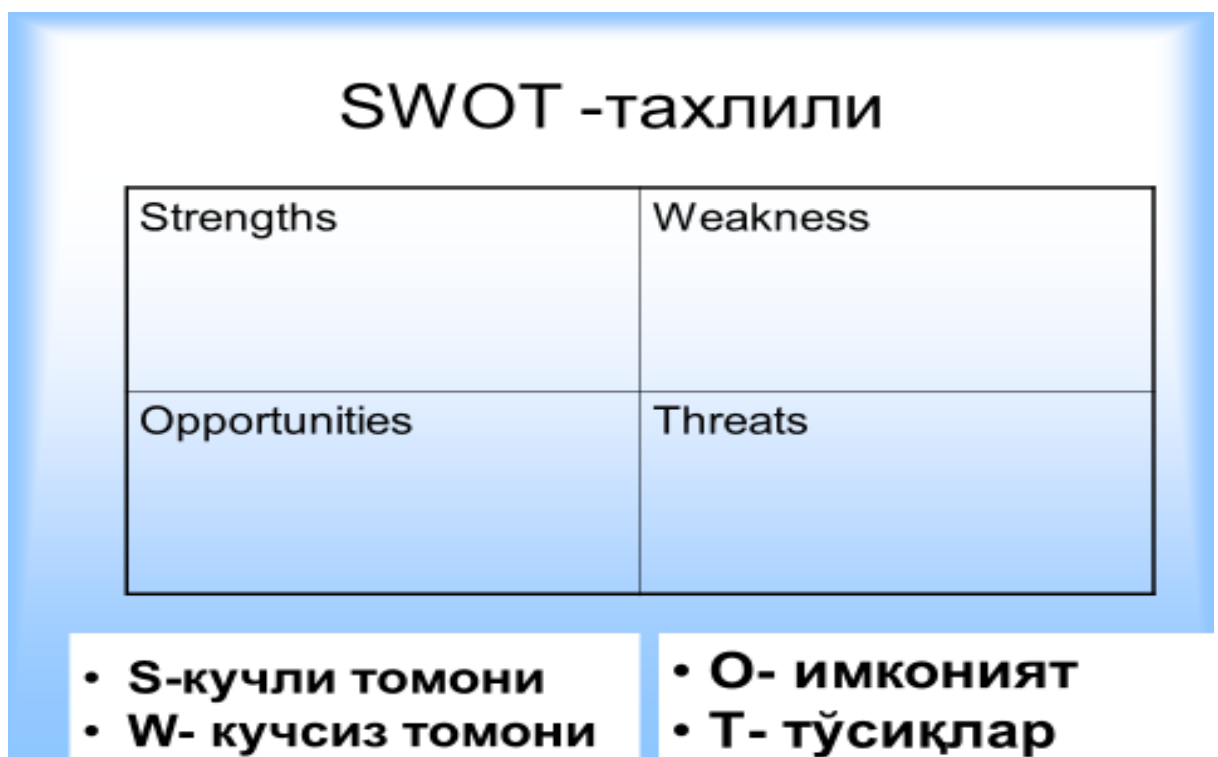 SWOT -тахлили
Strengths
Weakness
Opportunities
Threats
• S-кучли томони
• W- кучсиз томони
• O- имконият
• T- тўсиқлар